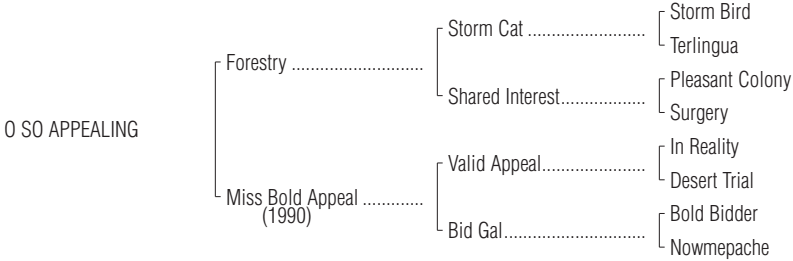 Storm Bird
Storm Cat ..........................
Terlingua
Forestry .............................
Pleasant Colony
Shared Interest...................
Surgery
O SO APPEALING
In Reality
Valid Appeal.......................
Desert Trial
Miss Bold Appeal .............
(1990)
Bold Bidder
Bid Gal...............................
Nowmepache